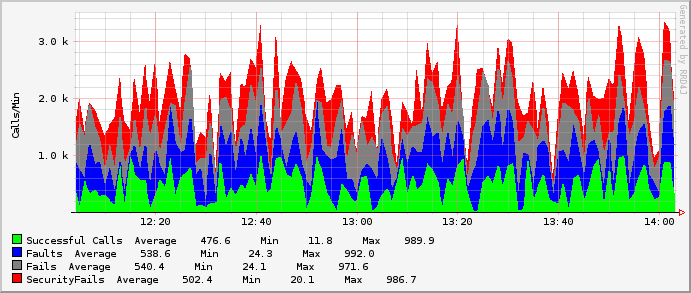 3.0 k
2.0 k
1.0 k
Calls/Min
Generated by RRD4J
12:20 12:40 13:00 13:20 13:40 14:00
Successful Calls Average 476.6 Min 11.8 Max 989.9
Faults Average 538.6 Min 24.3 Max 992.0
Fails Average 540.4 Min 24.1 Max 971.6
SecurityFails Average 502.4 Min 20.1 Max 986.7